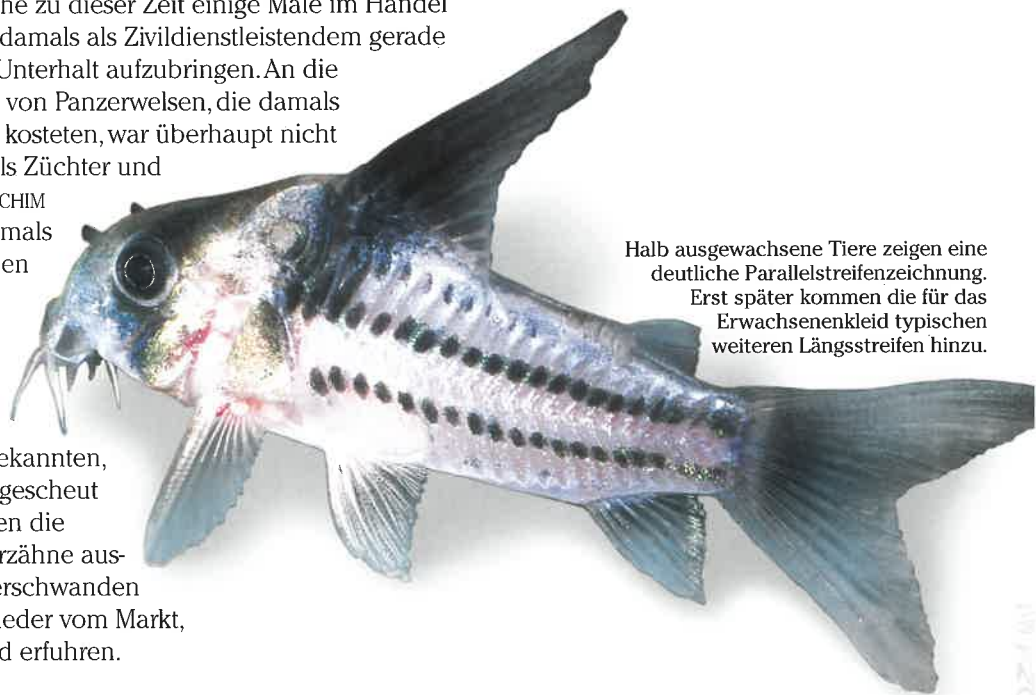 he zu dieser Zeit einige Male im Handel
damals als Zivildienstleistendem gerade
Unterhalt aufzubringen. An die
von Panzerwelsen, die damals
kosteten, war überhaupt nicht
ls Züchter und
CHIM
mals
en
ekannten,
gescheut
en die
rzähne aus-
erschwanden
ieder vom Markt,
d erfuhren.
Halb ausgewachsene Tiere zeigen eine
deutliche Parallelstreifenzeichnung.
Erst später kommen die für das
Erwachsenenkleid typischen
weiteren Längsstreifen hinzu.